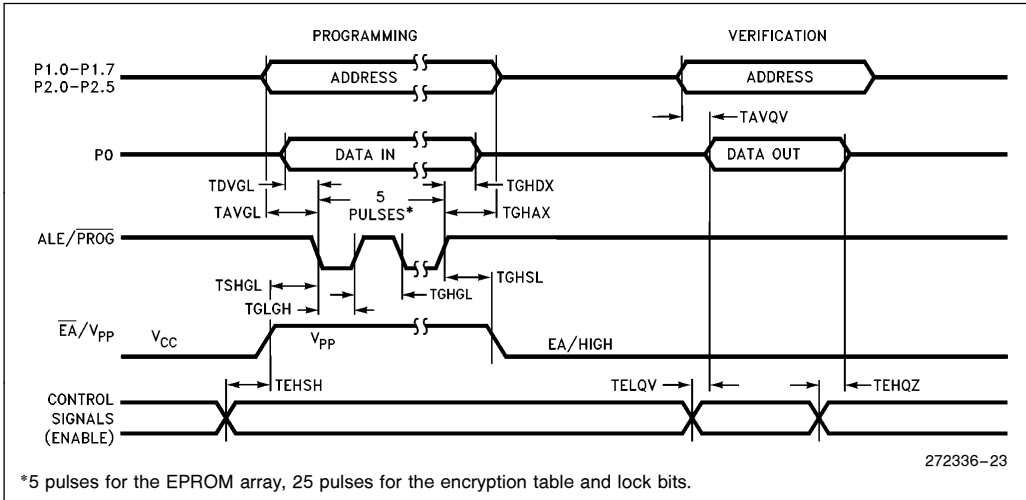 PROGRAMMING VERIFICATION
P1.0–P1.7
P2.0–P2.5
ADDRESS ADDRESS
TAVQV
P0
DATA IN DATA OUT
TDVGL TGHDX
5
PULSES*
TAVGL TGHAX
ALE/PROG
TSHGL TGHSL
TGLGH TGHGL
EA/VPP
VCC VPP EA/HIGH
TEHSH TELQV TEHQZ
CONTROL
SIGNALS
(ENABLE)
272336–23
*5 pulses for the EPROM array, 25 pulses for the encryption table and lock bits.